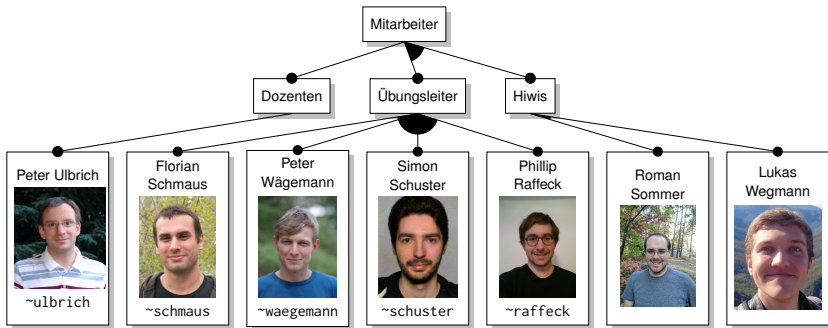 Mitarbeiter
Dozenten
Übungsleiter
Hiwis
Peter Ulbrich
~ulbrich
Florian
Schmaus
~schmaus
Peter
Wägemann
~waegemann
Simon
Schuster
~schuster
Phillip
Raffeck
~raffeck
Roman
Sommer
Lukas
Wegmann